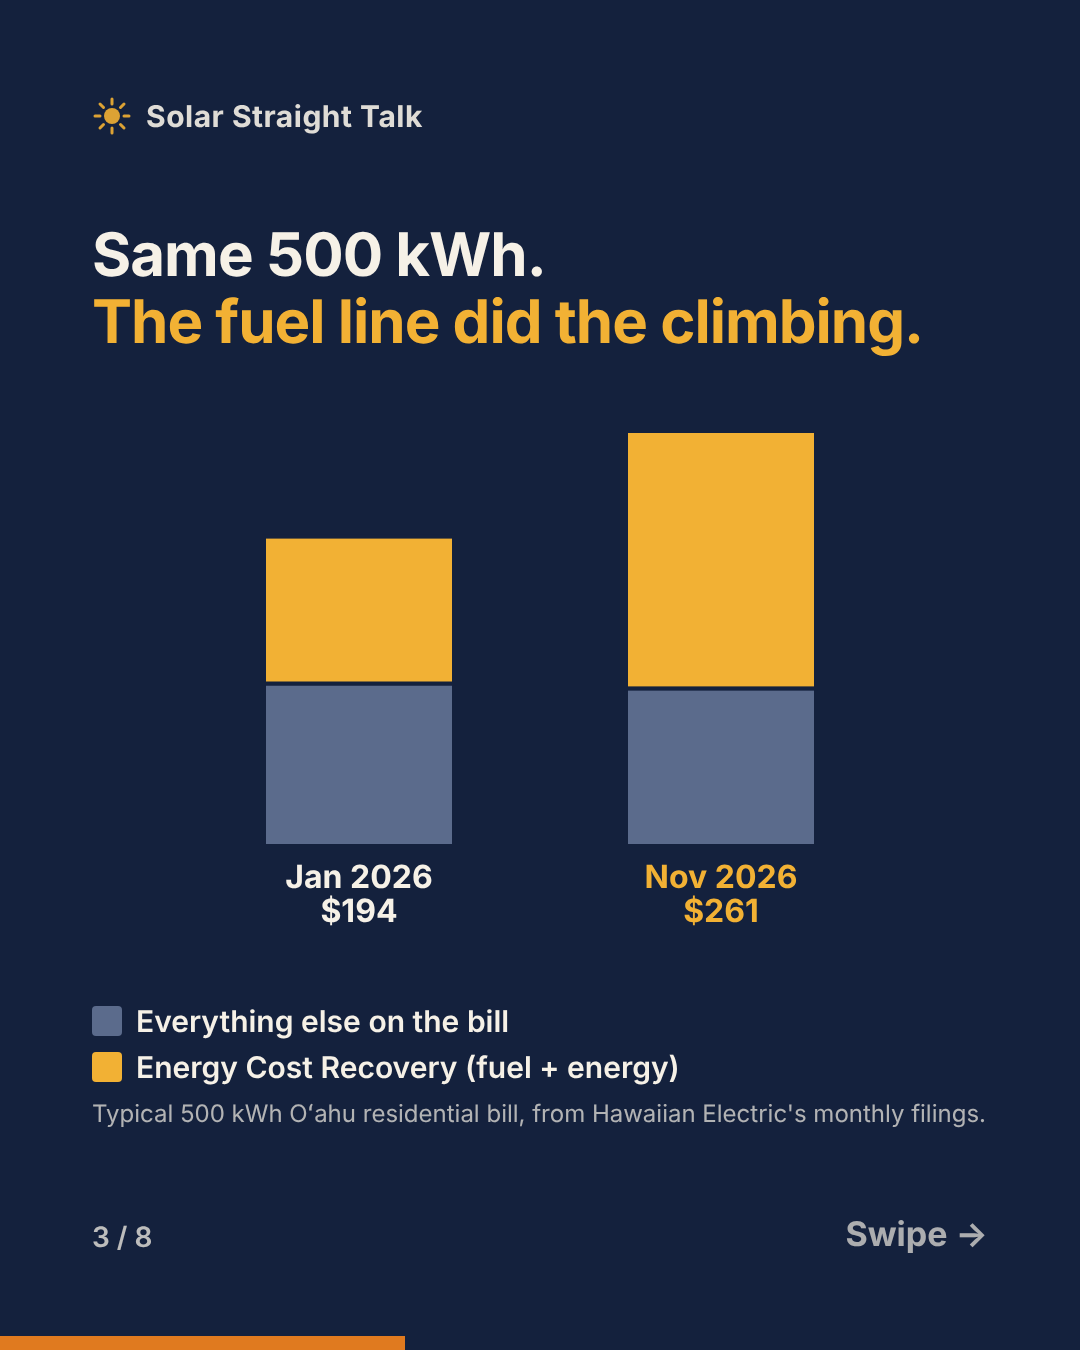 Solar Straight Talk
Same 500 kWh.
The fuel line did the climbing.
Jan 2026
$194
Nov 2026
$261
Everything else on the bill
Energy Cost Recovery (fuel + energy)
Typical 500 kWh Oʻahu residential bill, from Hawaiian Electric's monthly filings.
3 / 8
Swipe →